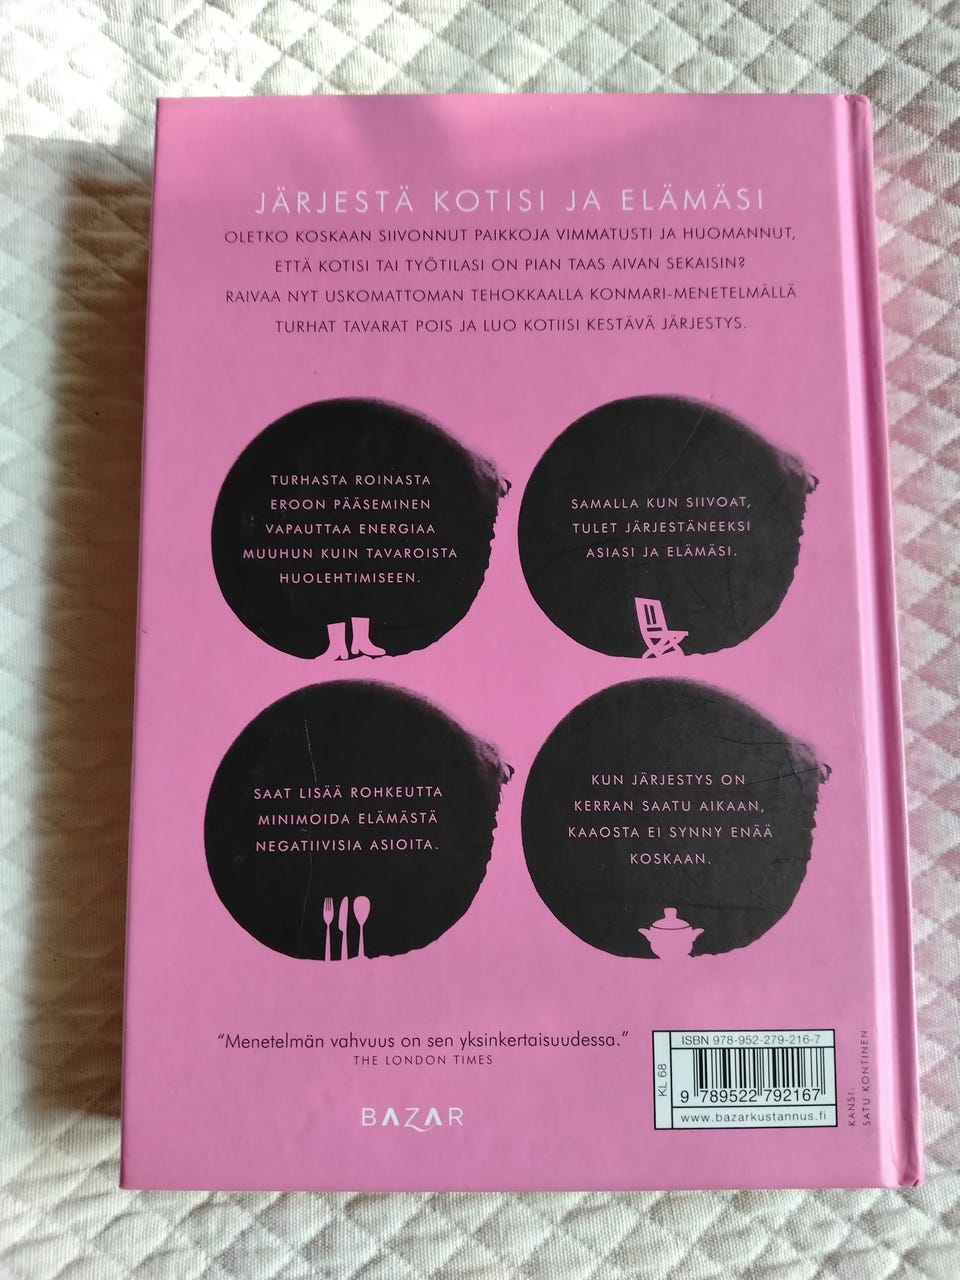 JÄRJESTÄ KOTISI JA ELÄMÄSI
OLETKO KOSKAAN SIIVONNUT PAIKKOJA VIMMATUSTI JA HUOMANNUT,
ETTÄ KOTISI TAI TYÖTILASI ON PIAN TAAS AIVAN SEKAISIN?
RAIVAA NYT USKOMATTOMAN TEHOKKAALLA KONMARI-MENETELMÄLLÄ
TURHAT TAVARAT POIS JA LUO KOTIISI KESTÄVÄ JÄRJESTYS.
TURHASTA ROINASTA
EROON PÄÄSEMINEN
VAPAUTTAA ENERGIAA
MUUHUN KUIN TAVAROISTA
HUOLEHTIMISEEN.
SAMALLA KUN SIIVOAT,
TULET JÄRJESTÄNEEKSI
ASIASI JA ELÄMÄSI.
SAAT LISÄÄ ROHKEUTTA
MINIMOIDA ELÄMÄSTÄ
NEGATIIVISIA ASIOITA.
KUN JÄRJESTYS ON
KERRAN SAATU AIKAAN,
KAAOSTA EI SYNNY ENÄÄ
KOSKAAN.
"Menetelmän vahvuus on sen yksinkertaisuudessa."
THE LONDON TIMES
BAZAR
KL 68
ISBN 978-952-279-216-7
9 789522 792167
www.bazarkustannus.fi
KANSI:
SATU KONTINEN